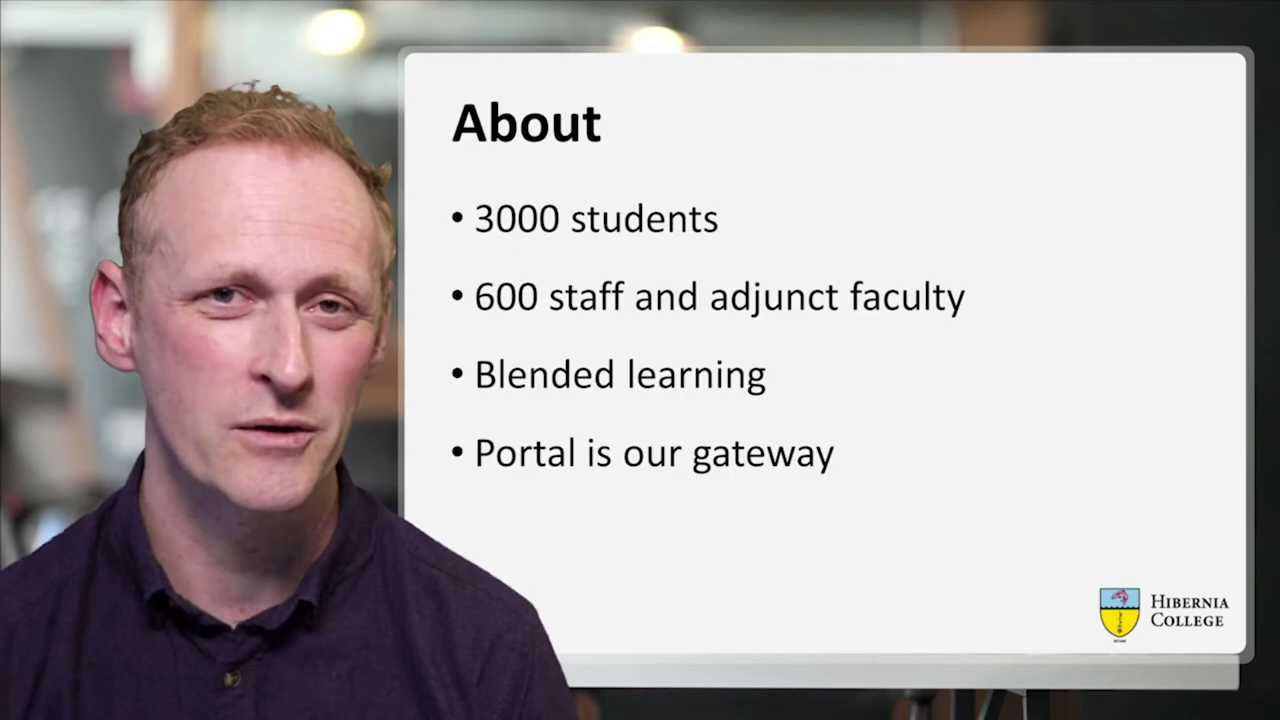 About
• 3000 students
• 600 staff and adjunct faculty
• Blended learning
• Portal is our gateway
HIBERNIA
COLLEGE